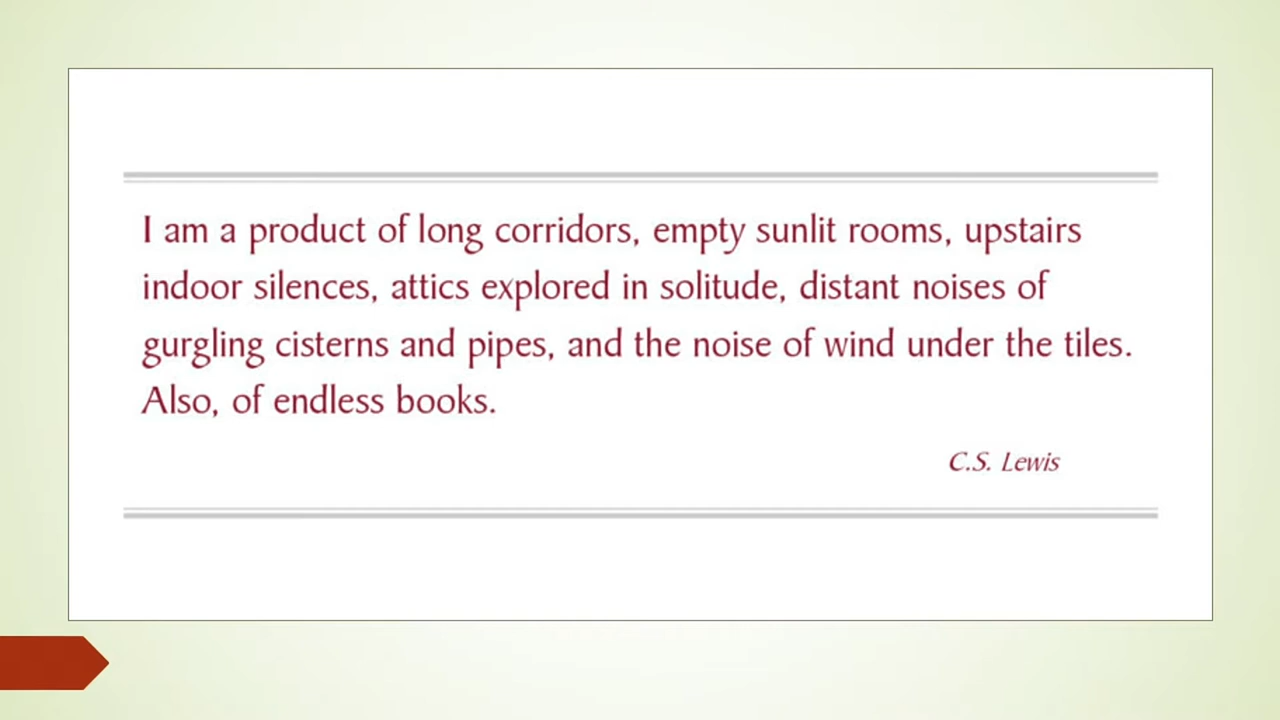 I am a product of long corridors, empty sunlit rooms, upstairs
indoor silences, attics explored in solitude, distant noises of
gurgling cisterns and pipes, and the noise of wind under the tiles.
Also, of endless books.
C.S. Lewis